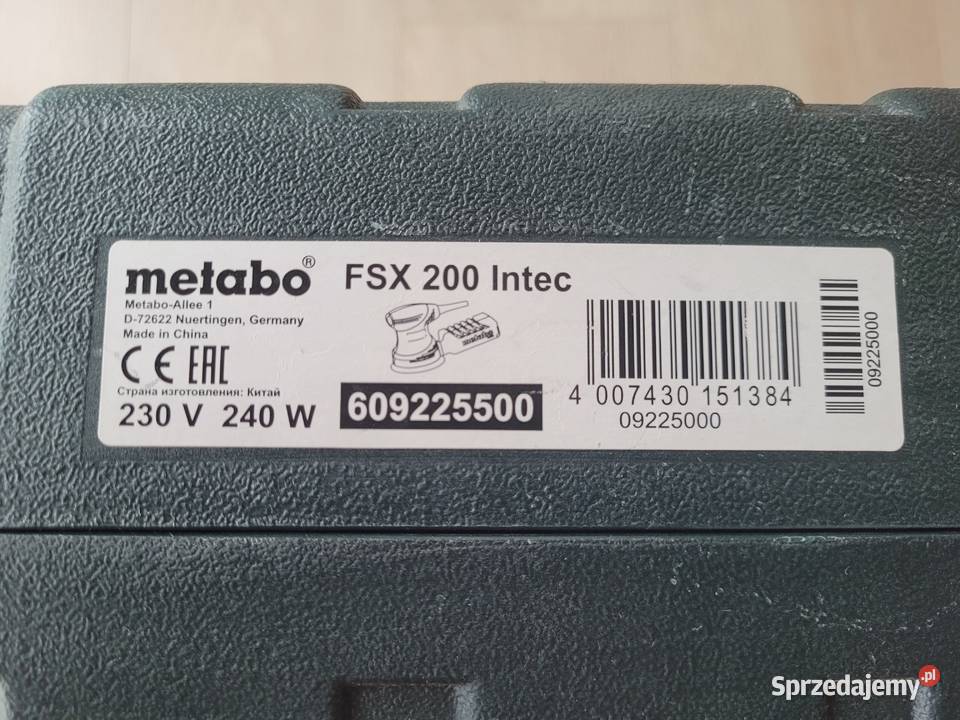 metabo® FSX 200 Intec
Metabo-Allee 1
D-72622 Nuertingen, Germany
Made in China
CE EAC
Страна изготовления: Китай
230 V 240 W
609225500
4 007430 151384
09225000
09225000
Sprzedajemy.pl